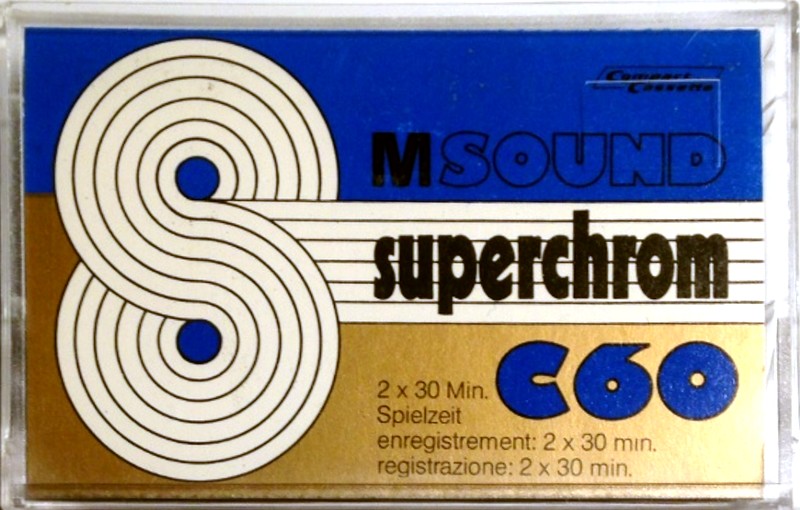 Compact
Cassette
MSOUND
superchrom
C60
2 x 30 Min.
Spielzeit
enregistrement: 2 x 30 min.
registrazione: 2 x 30 min.